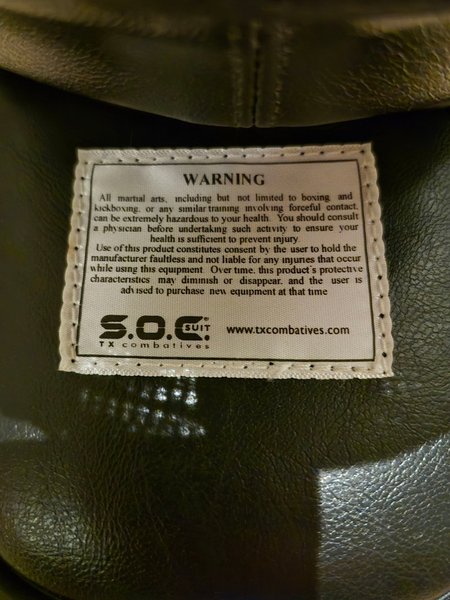 WARNING
All martial arts, including but not limited to boxing and
kickboxing, or any similar training involving forceful contact,
can be extremely hazardous to your health. You should consult
a physician before undertaking such activity to ensure your
health is sufficient to prevent injury
Use of this product constitutes consent by the user to hold the
manufacturer faultless and not liable for any injuries that occur
while using this equipment. Over time, this product's protective
characteristics may diminish or disappear, and the user is
advised to purchase new equipment at that time
S.O.C. SUIT www.txcombatives.com
TX combatives